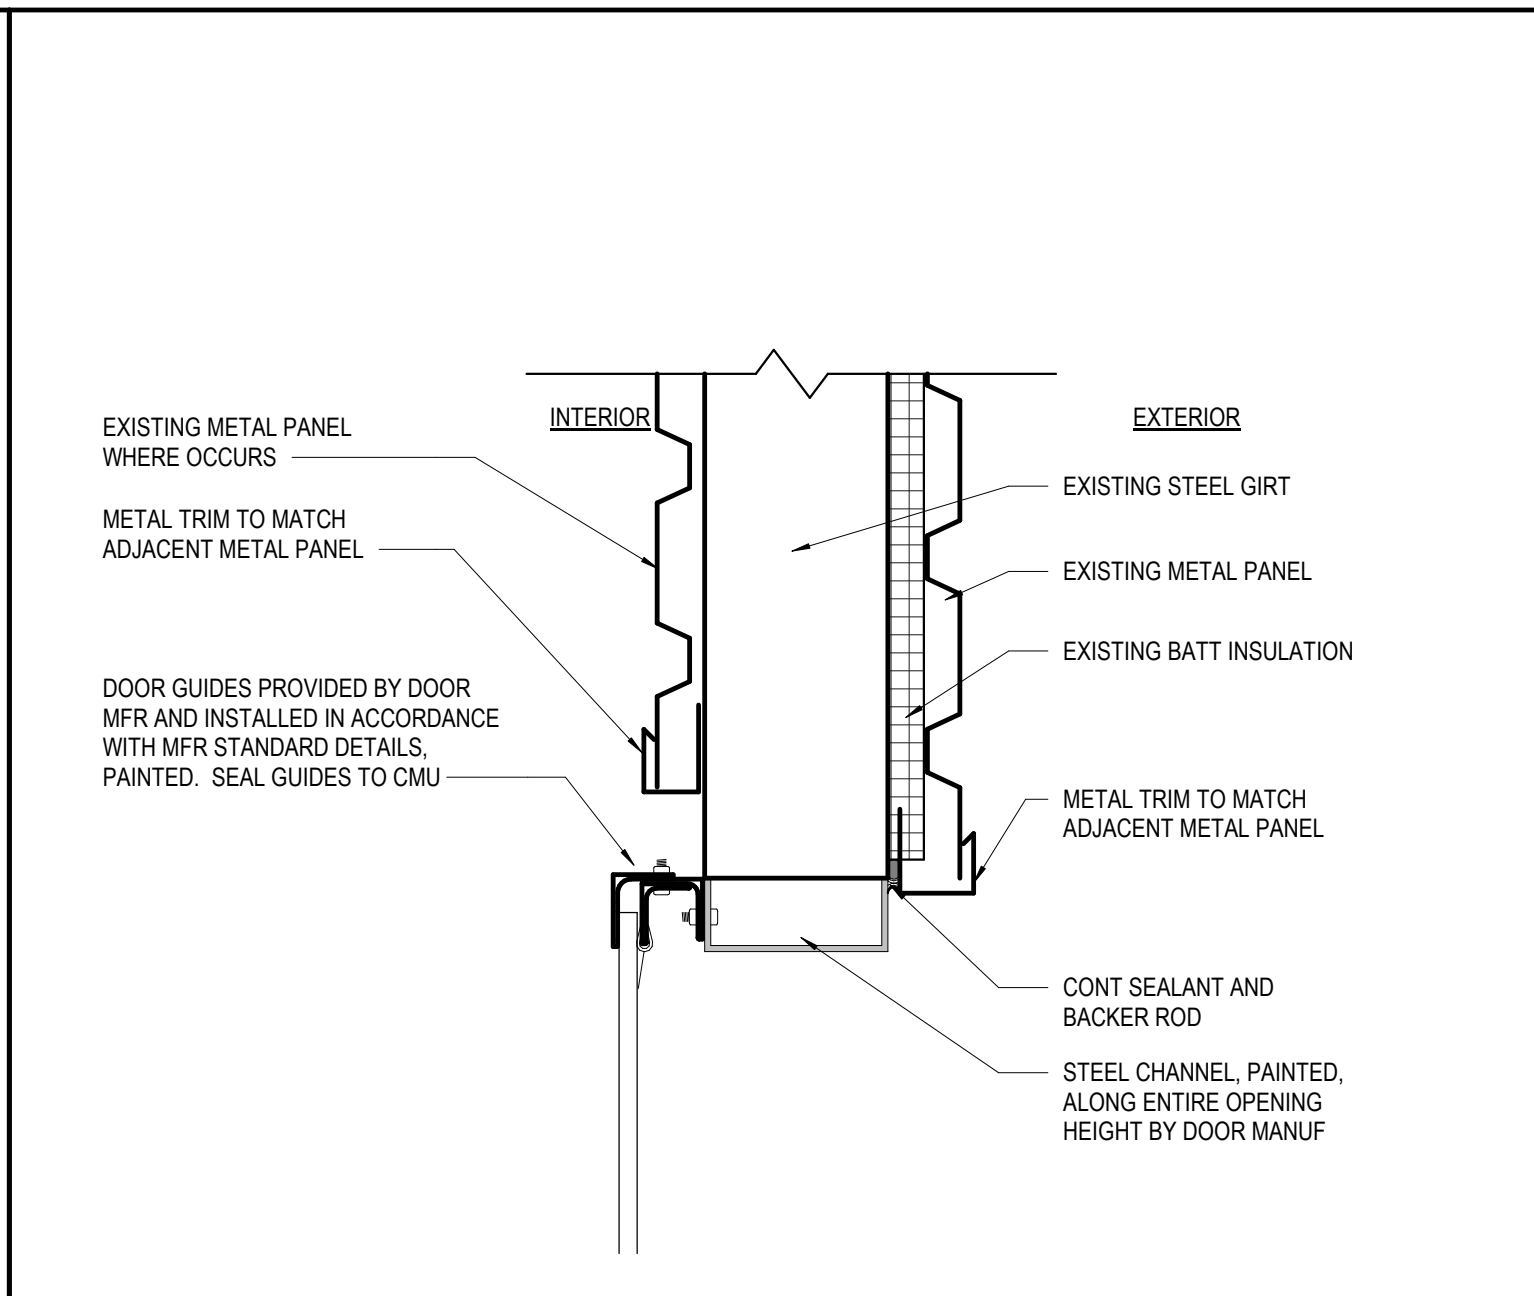 INTERIOR
EXTERIOR
EXISTING METAL PANEL
WHERE OCCURS
METAL TRIM TO MATCH
ADJACENT METAL PANEL
DOOR GUIDES PROVIDED BY DOOR
MFR AND INSTALLED IN ACCORDANCE
WITH MFR STANDARD DETAILS,
PAINTED.  SEAL GUIDES TO CMU
EXISTING STEEL GIRT
EXISTING METAL PANEL
EXISTING BATT INSULATION
METAL TRIM TO MATCH
ADJACENT METAL PANEL
CONT SEALANT AND
BACKER ROD
STEEL CHANNEL, PAINTED,
ALONG ENTIRE OPENING
HEIGHT BY DOOR MANUF